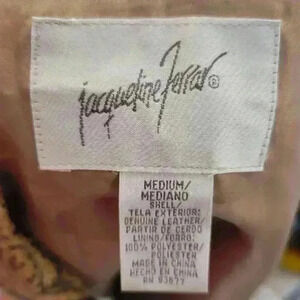 jacqueline ferrar®
MEDIUM/
MEDIANO
SHELL/
TELA EXTERIOR:
GENUINE LEATHER/
PARTIR DE CERDO
LINING/FORRO:
100% POLYESTER/
POLIESTER
MADE IN CHINA
HECHO EN CHINA
RN 93677